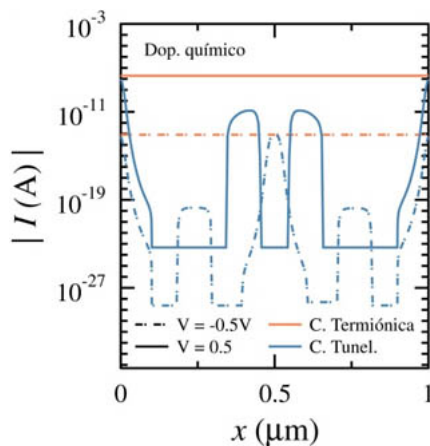 10-3
Dop. químico
10-11
| I (A) |
10-19
10-27
V = -0.5V C. Termiónica
V = 0.5 C. Tunel.
0 0.5 1
x (μm)